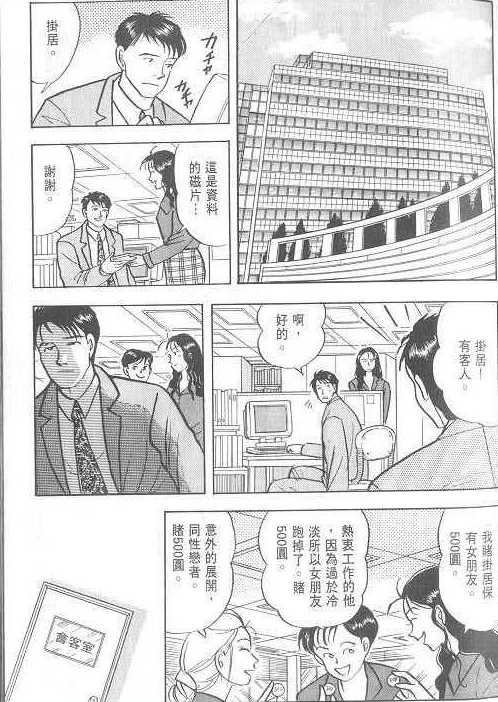 カチャ
カチャ
掛居。
這是資料
的磁片…
謝謝。
掛居！
有客人。
啊，
好的。
我賭掛居保
有女朋友
500圓。
熱衷工作的他
，因為過於冷
淡所以女朋友
跑掉了。賭
500圓。
意外的展開，
同性戀者。
賭500圓。
會客室